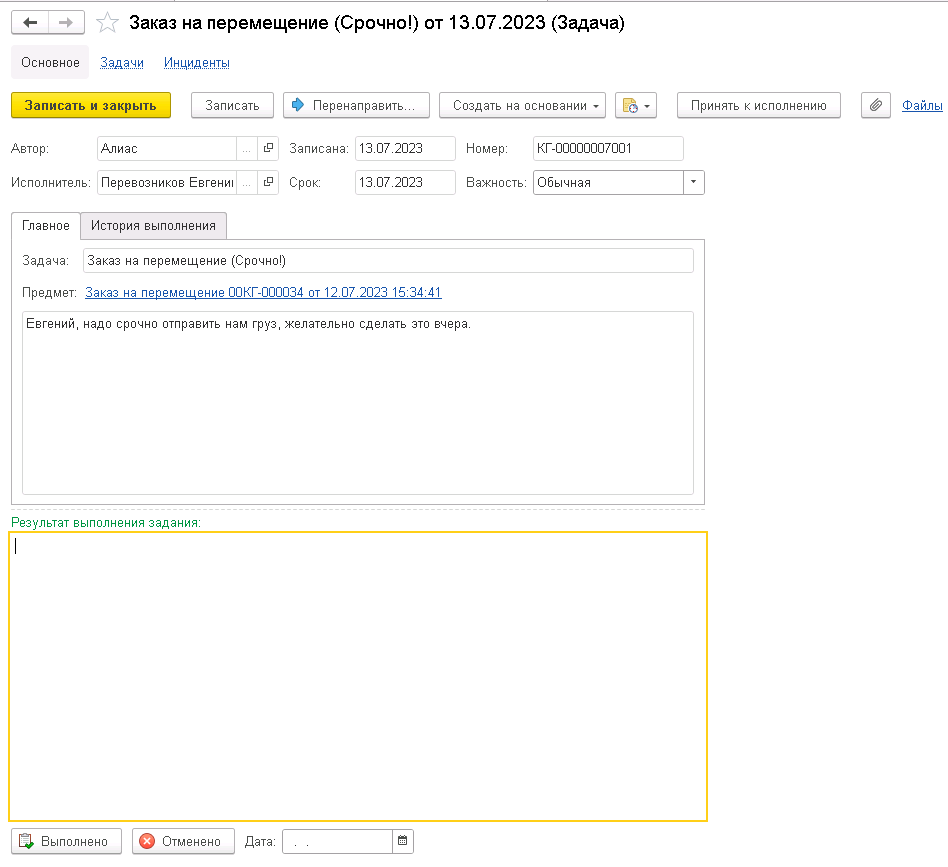 Заказ на перемещение (Срочно!) от 13.07.2023 (Задача)
Основное Задачи Инциденты
Записать и закрыть Записать Перенаправить... Создать на основании Принять к исполнению Файлы
Автор: Алиас ... Записана: 13.07.2023 Номер: КГ-00000007001
Исполнитель: Перевозников Евгени ... Срок: 13.07.2023 Важность: Обычная
Главное История выполнения
Задача: Заказ на перемещение (Срочно!)
Предмет: Заказ на перемещение 00КГ-000034 от 12.07.2023 15:34:41
Евгений, надо срочно отправить нам груз, желательно сделать это вчера.
Результат выполнения задания:
Выполнено Отменено Дата: . .